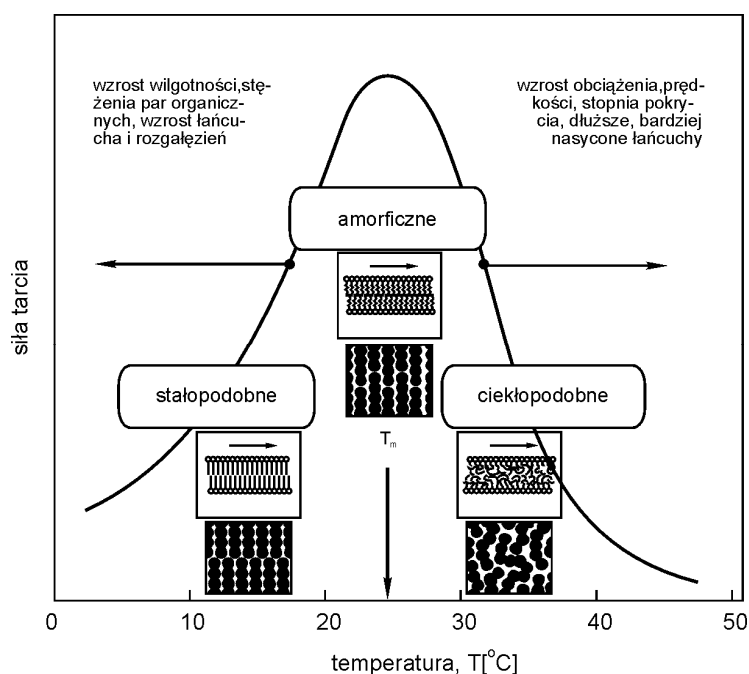 wzrost wilgotności,stę-
żenia par organicz-
nych, wzrost łańcu-
cha i rozgałęzień
wzrost obciążenia,pręd-
kości, stopnia pokry-
cia, dłuższe, bardziej
nasycone łańcuchy
amorficzne
siła tarcia
stałopodobne
ciekłopodobne
Tm
0 10 20 30 40 50
temperatura, T[°C]